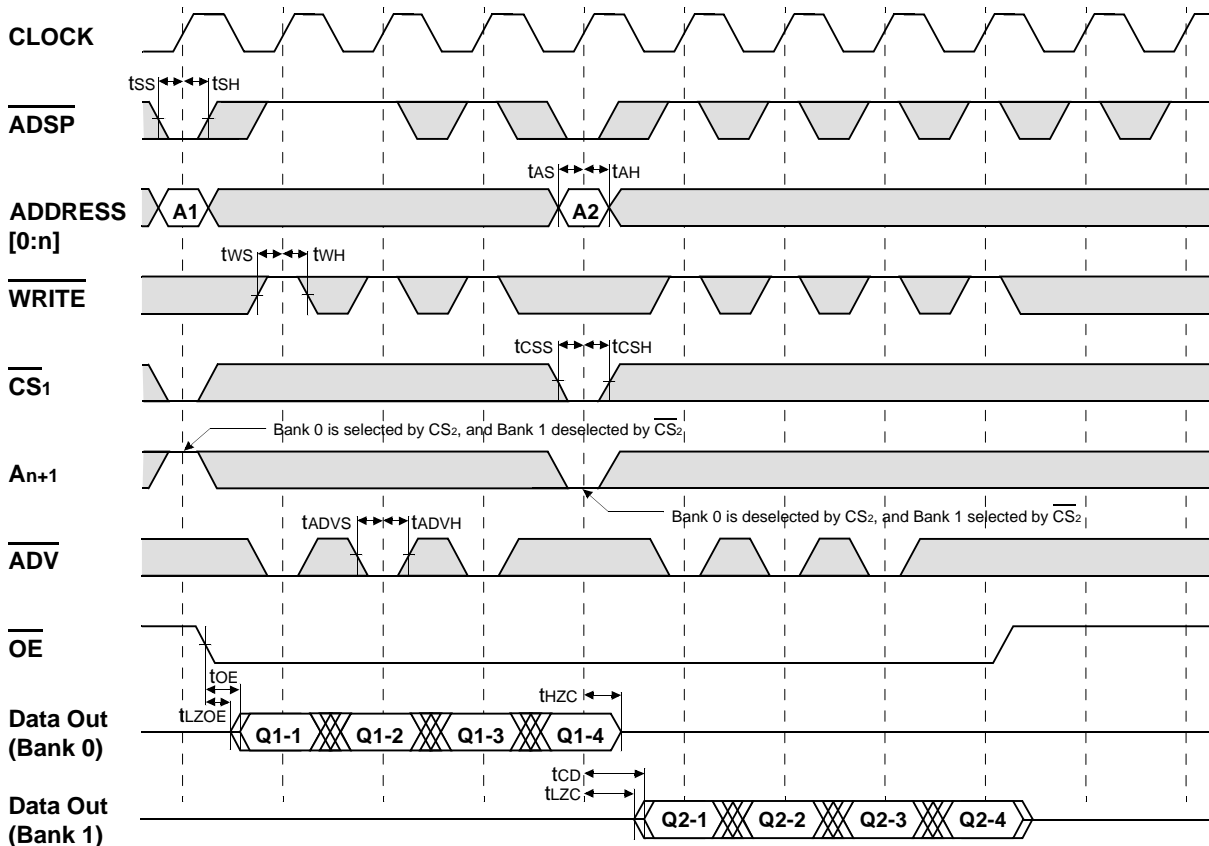 CLOCK
tSS tSH
ADSP
tAS tAH
ADDRESS
[0:n]
A1 A2
tWS tWH
WRITE
tCSS tCSH
CS1
Bank 0 is selected by CS2, and Bank 1 deselected by CS2
An+1
Bank 0 is deselected by CS2, and Bank 1 selected by CS2
tADVS tADVH
ADV
OE
tOE
tHZC
tLZOE
Data Out
(Bank 0)
Q1-1 Q1-2 Q1-3 Q1-4
tCD
tLZC
Data Out
(Bank 1)
Q2-1 Q2-2 Q2-3 Q2-4